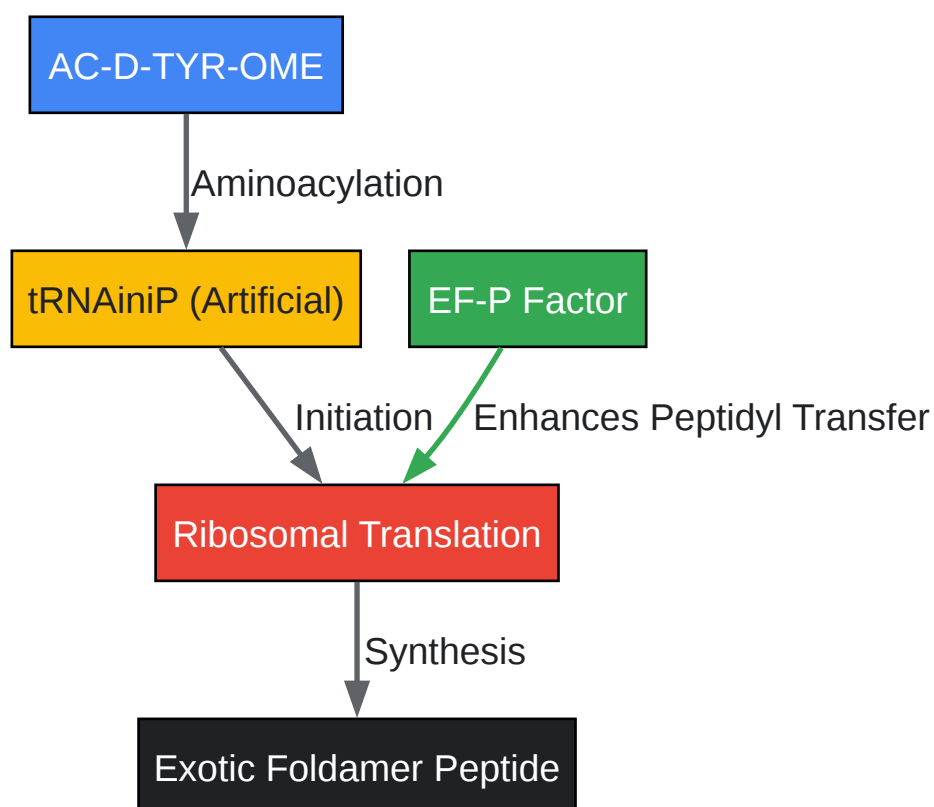 AC-D-TYR-OME
Aminoacylation
tRNAiniP (Artificial)
EF-P Factor
Initiation
Enhances Peptidyl Transfer
Ribosomal Translation
Synthesis
Exotic Foldamer Peptide